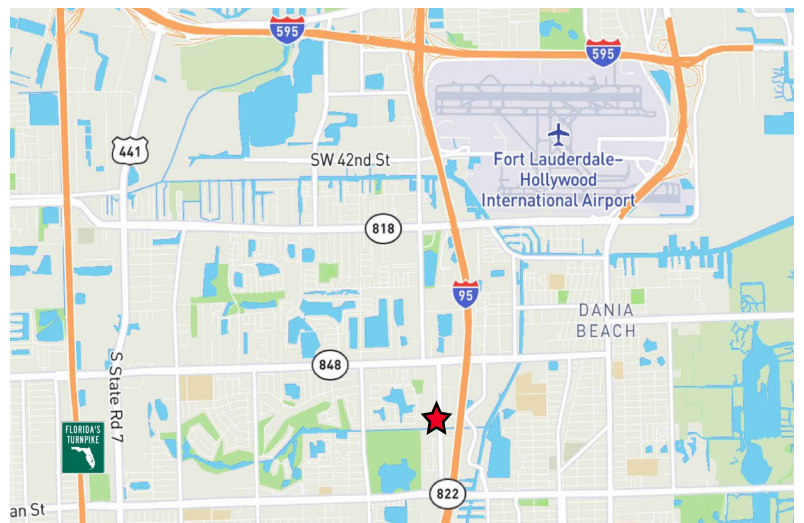 595
595
441
SW 42nd St
Fort Lauderdale-
Hollywood
International Airport
818
95
DANIA
BEACH
848
S State Rd 7
FLORIDA'S
TURNPIKE
822
an St